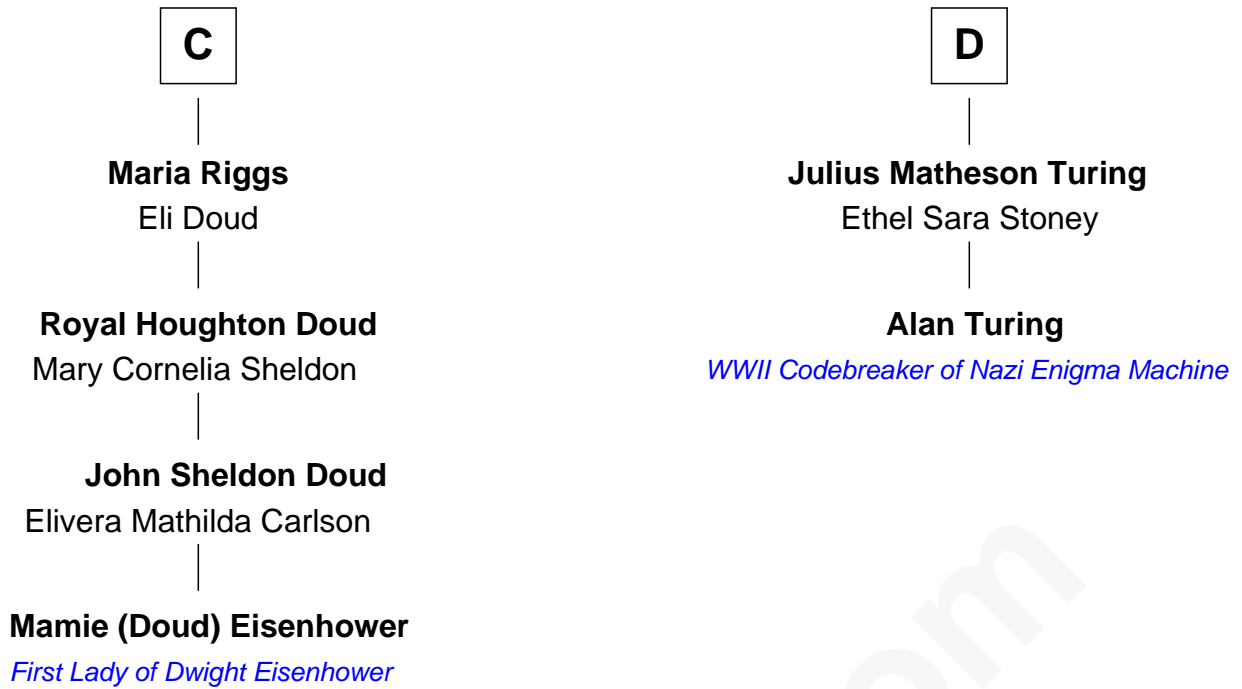 C
Maria Riggs
Eli Doud
Royal Houghton Doud
Mary Cornelia Sheldon
John Sheldon Doud
Elivera Mathilda Carlson
Mamie (Doud) Eisenhower
First Lady of Dwight Eisenhower
D
Julius Matheson Turing
Ethel Sara Stoney
Alan Turing
WWII Codebreaker of Nazi Enigma Machine
om